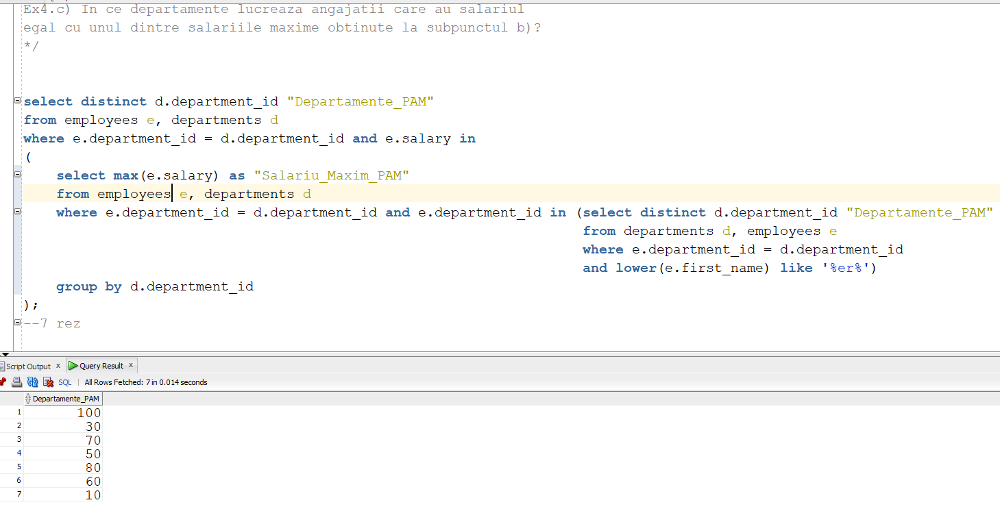 Ex4.c) In ce departamente lucreaza angajatii care au salariul
egal cu unul dintre salariile maxime obtinute la subpunctul b)?
*/
select distinct d.department_id "Departamente_PAM"
from employees e, departments d
where e.department_id = d.department_id and e.salary in
(
select max(e.salary) as "Salariu_Maxim_PAM"
from employees e, departments d
where e.department_id = d.department_id and e.department_id in (select distinct d.department_id "Departamente_PAM"
from departments d, employees e
where e.department_id = d.department_id
and lower(e.first_name) like '%er%')
group by d.department_id
);
--7 rez
Script Output x Query Result x
SQL | All Rows Fetched: 7 in 0.014 seconds
Departamente_PAM
1 100
2 30
3 70
4 50
5 80
6 60
7 10